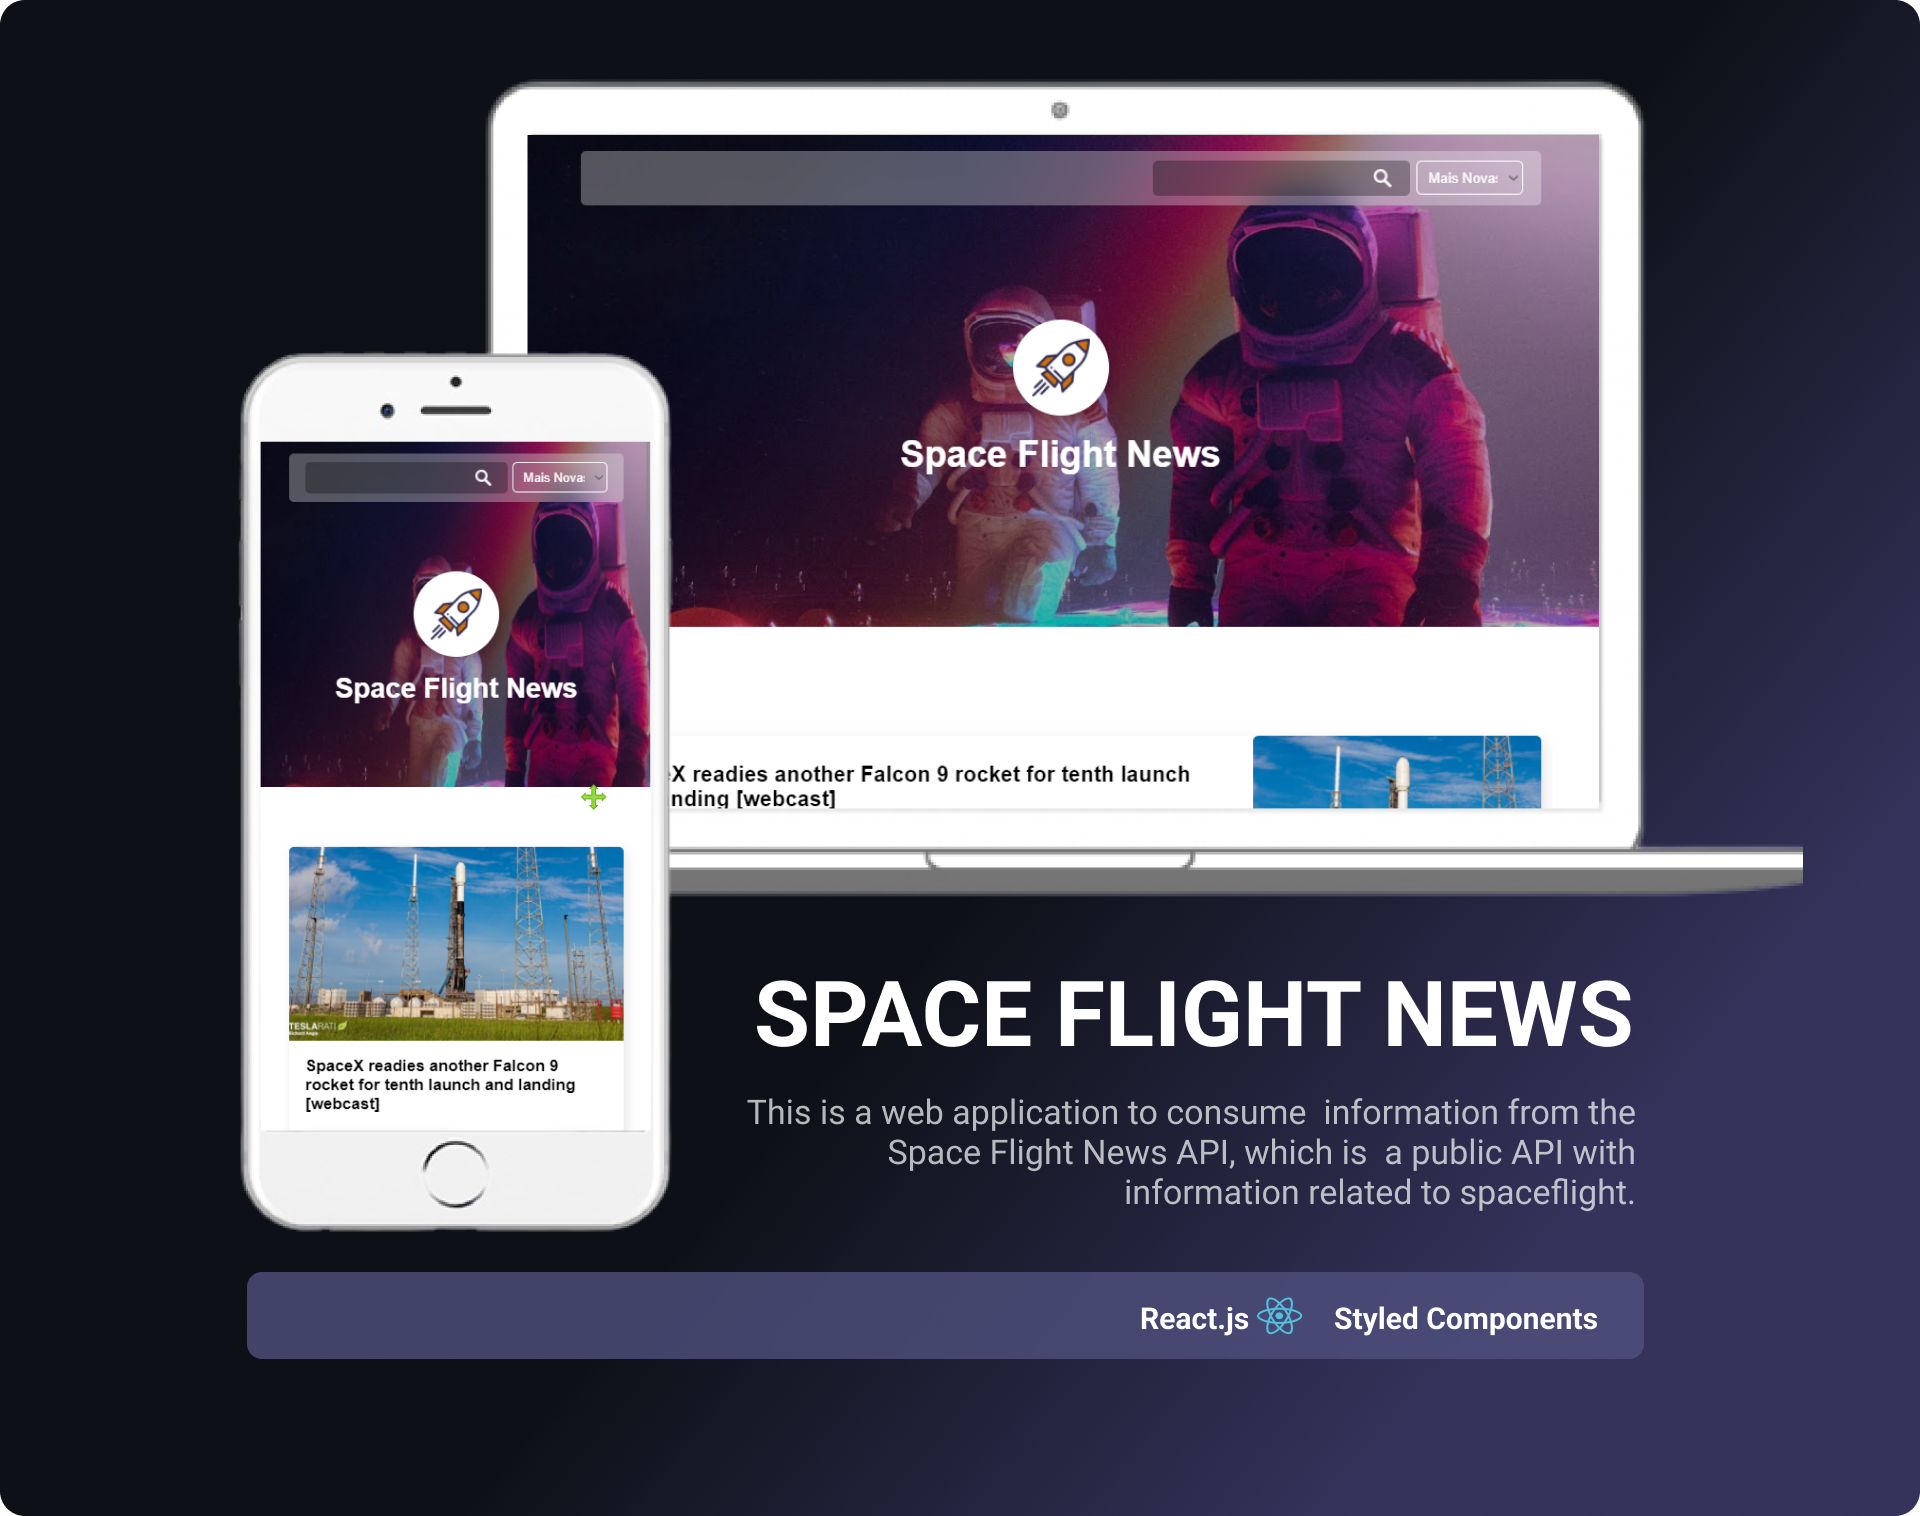 Mais Nova
Space Flight News
X readies another Falcon 9 rocket for tenth launch
nding [webcast]
Mais Nova
Space Flight News
TESLARATI
SpaceX readies another Falcon 9
rocket for tenth launch and landing
[webcast]
SPACE FLIGHT NEWS
This is a web application to consume  information from the
Space Flight News API, which is  a public API with
information related to spaceflight.
React.js Styled Components